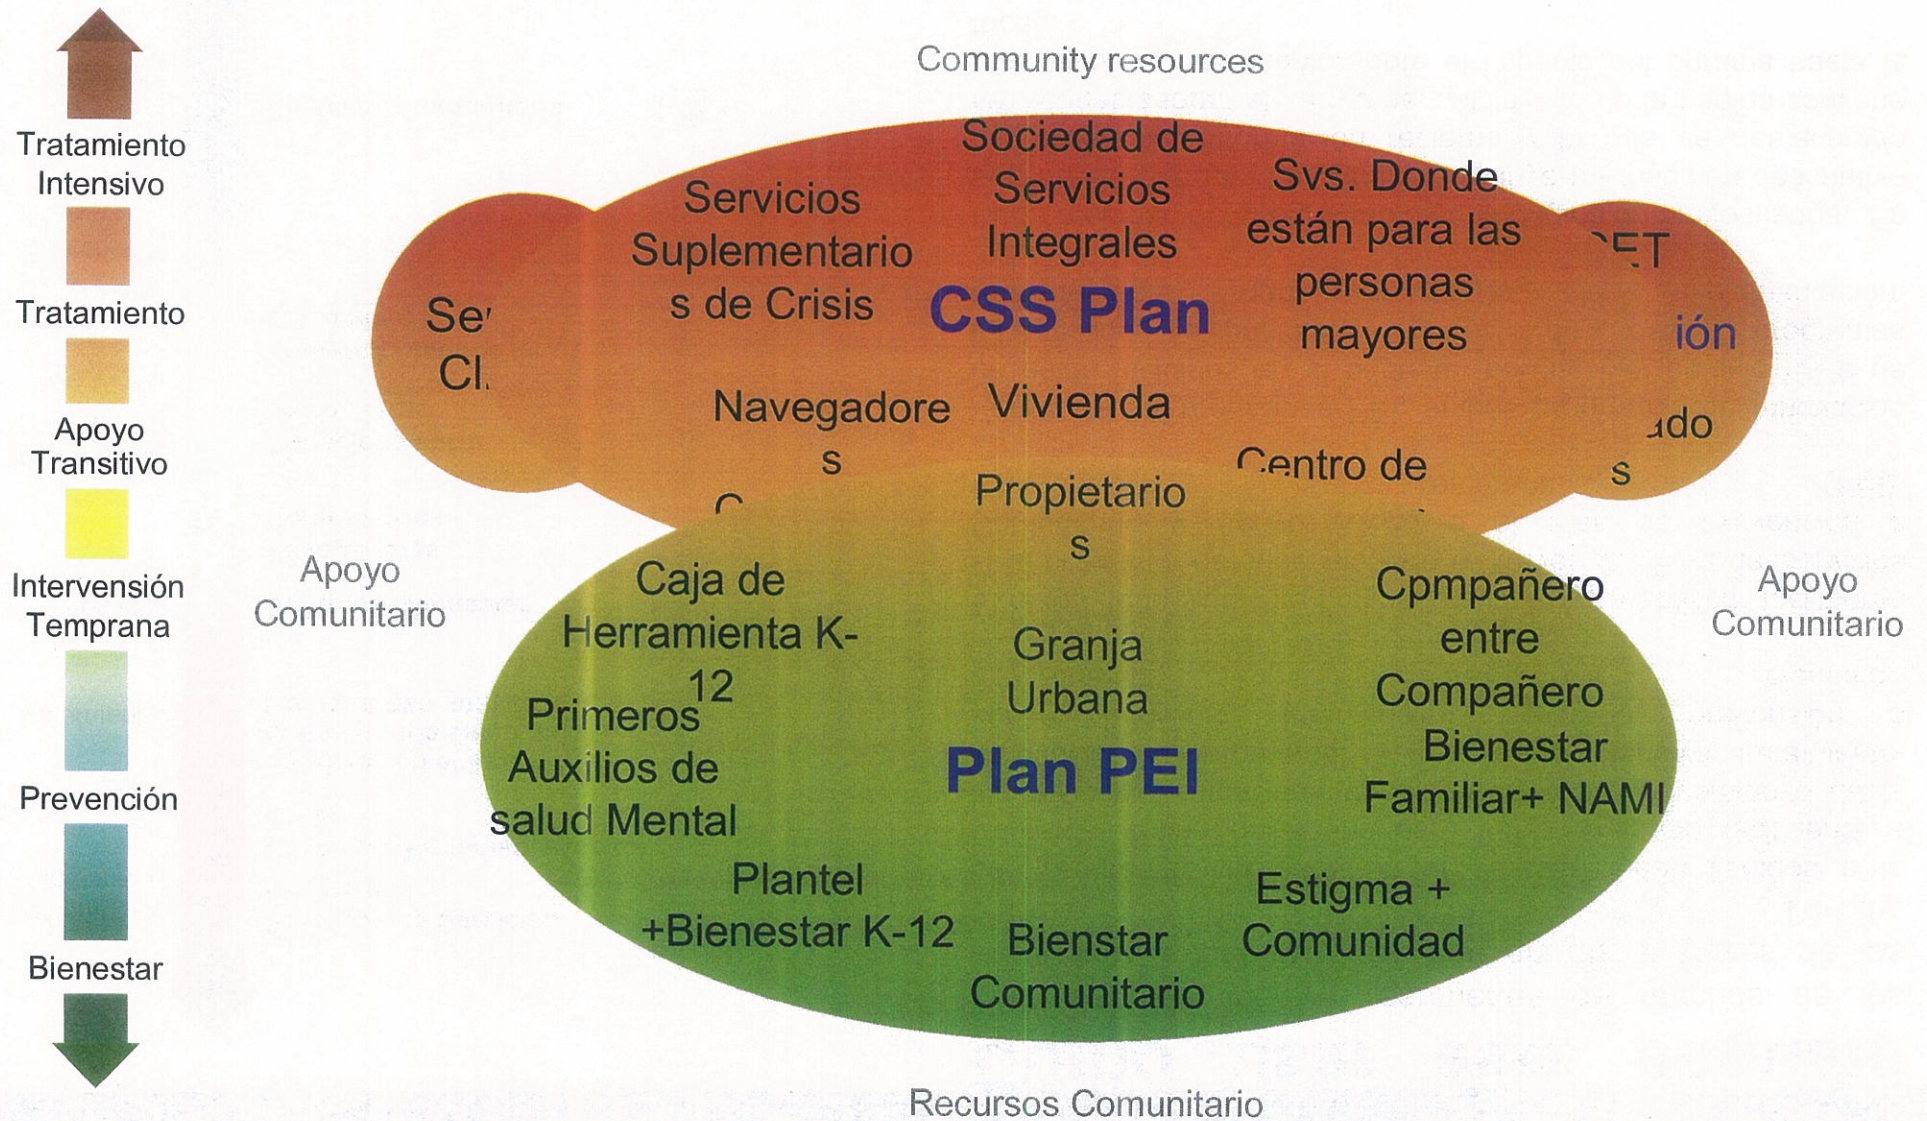 Community resources
Tratamiento
Intensivo
Tratamiento
Apoyo
Transitivo
Intervensión
Temprana
Prevención
Bienestar
Apoyo
Comunitario
Sociedad de
Servicios
Integrales
Servicios
Suplementario
s de Crisis
Svs. Donde
están para las
personas
mayores
CSS Plan
ión
Navegadore
s
Vivienda
Centro de
s
Propietario
s
Caja de
Herramienta K-
12
Primeros
Auxilios de
salud Mental
Granja
Urbana
Cpmpañero
entre
Compañero
Bienestar
Familiar+ NAMI
Plan PEI
Plantel
+Bienestar K-12
Bienstar
Comunitario
Estigma +
Comunidad
Apoyo
Comunitario
Recursos Comunitario